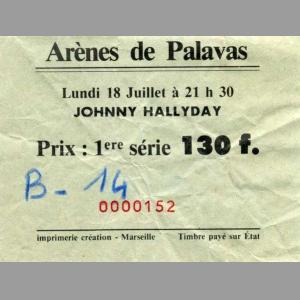 Arènes de Palavas
Lundi 18 Juillet à 21 h 30
JOHNNY HALLYDAY
Prix : 1ere série 130 f.
B - 14
0000152
imprimerie création - Marseille Timbre payé sur État